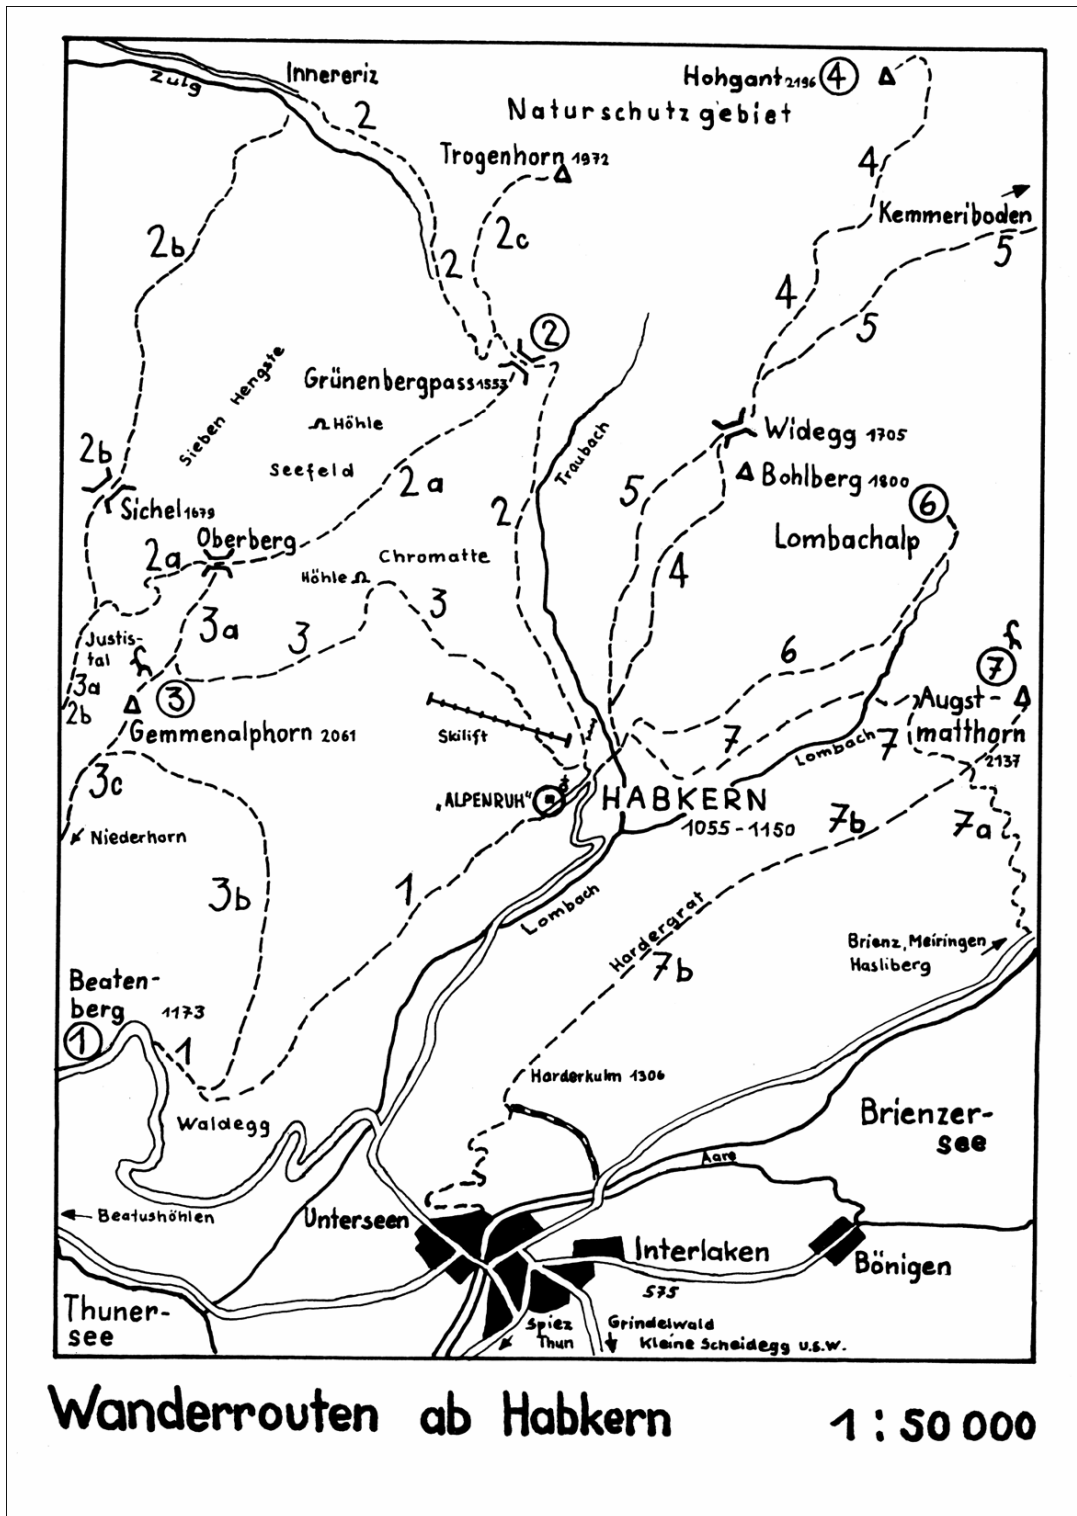 Innereriz
Zulg
2
Hohgant 2196 4
Naturschutzgebiet
Trogenhorn 1972
4
Kemmeriboden
2b
2c
5
2
4
5
2
Grünenbergpass 1553
Sieben Hengste
Höhle
Traubach
Widegg 1705
2b
Seefeld
2a
5
Bohlberg 1800
6
Sichel 1679
2
Lombachalp
Oberberg
2a
Chromatte
Höhle
4
3
3a
3
Justis-
tal
6
3a
3
7
2b
Augst-
matthorn
2137
Gemmenalphorn 2061
Skilift
7
Lombach
7
3c
„ALPENRUH“
HABKERN
1055-1150
7b
7a
Niederhorn
3b
1
Lombach
Hardergrat
7b
Brienz, Meiringen
Hasliberg
Beaten-
berg 1173
1
1
Harderkulm 1306
Waldegg
Brienzer-
see
Aare
Beatushöhlen
Unterseen
Interlaken
575
Bönigen
Thuner-
see
Spiez
Thun
Grindelwald
Kleine Scheidegg u.s.w.
Wanderrouten ab Habkern 1:50 000